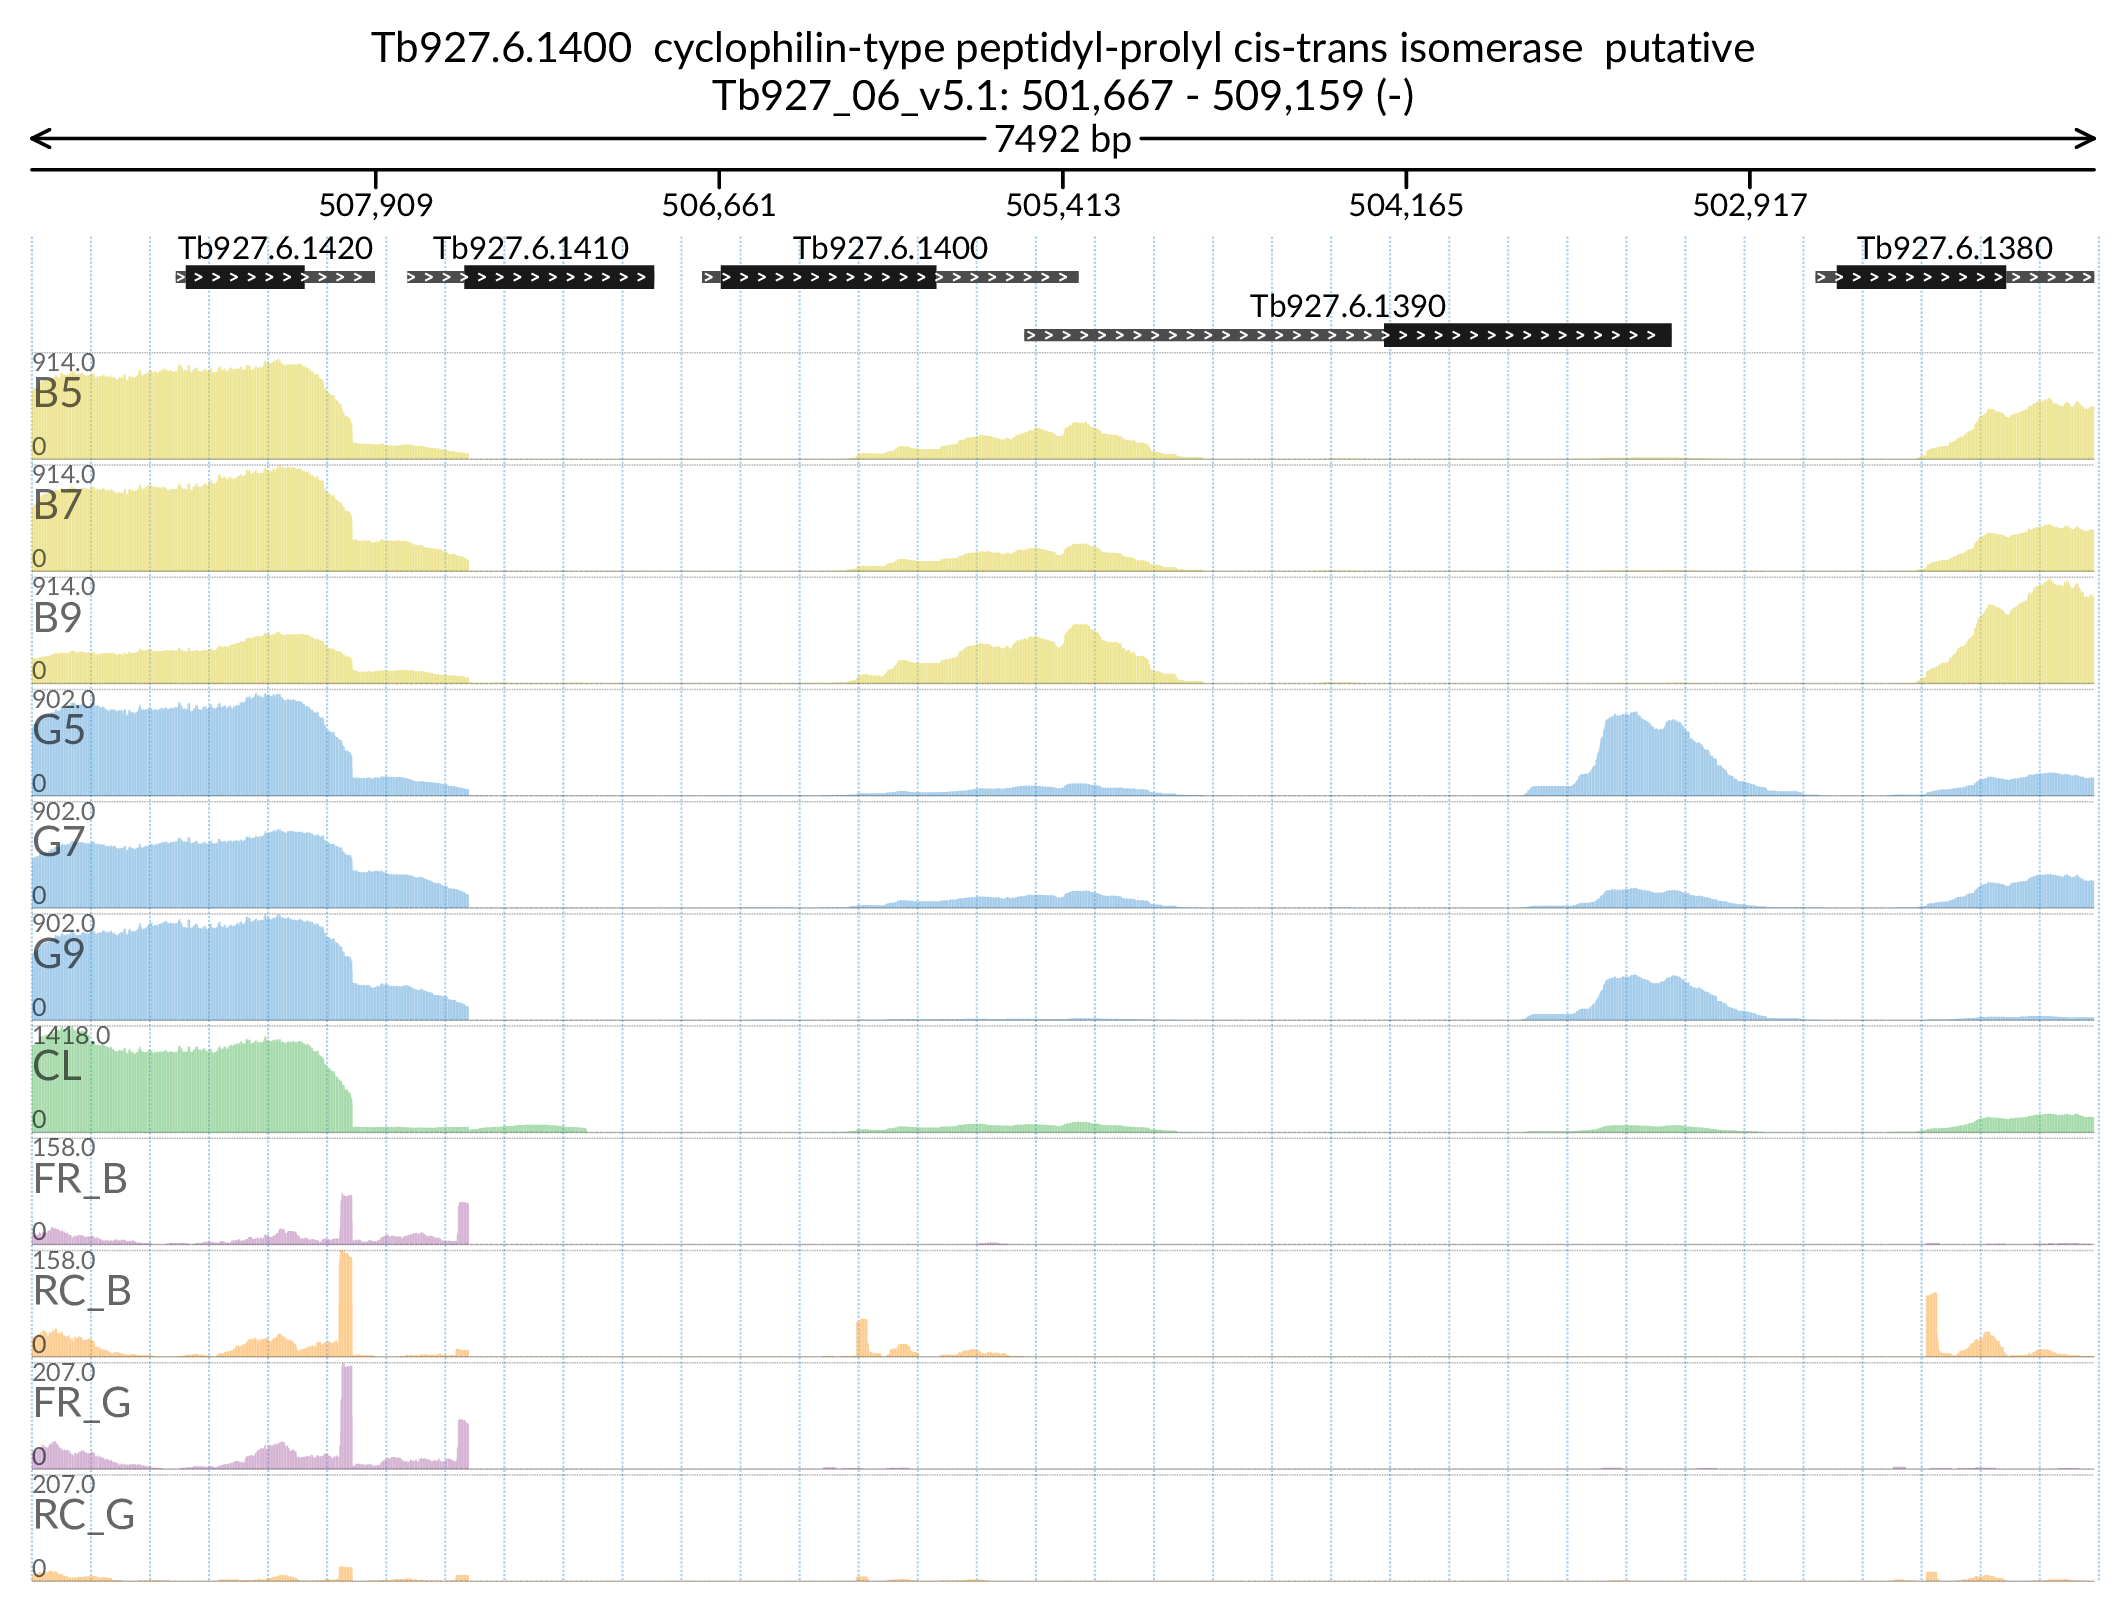 Tb927.6.1400 cyclophilin-type peptidyl-prolyl cis-trans isomerase putative
Tb927_06_v5.1: 501,667 - 509,159 (-)
7492 bp
507,909 506,661 505,413 504,165 502,917
Tb927.6.1420 Tb927.6.1410 Tb927.6.1400 Tb927.6.1380
Tb927.6.1390
914.0
B5
0
914.0
B7
0
914.0
B9
0
902.0
G5
0
902.0
G7
0
902.0
G9
0
1418.0
CL
0
158.0
FR_B
0
158.0
RC_B
0
207.0
FR_G
0
207.0
RC_G
0